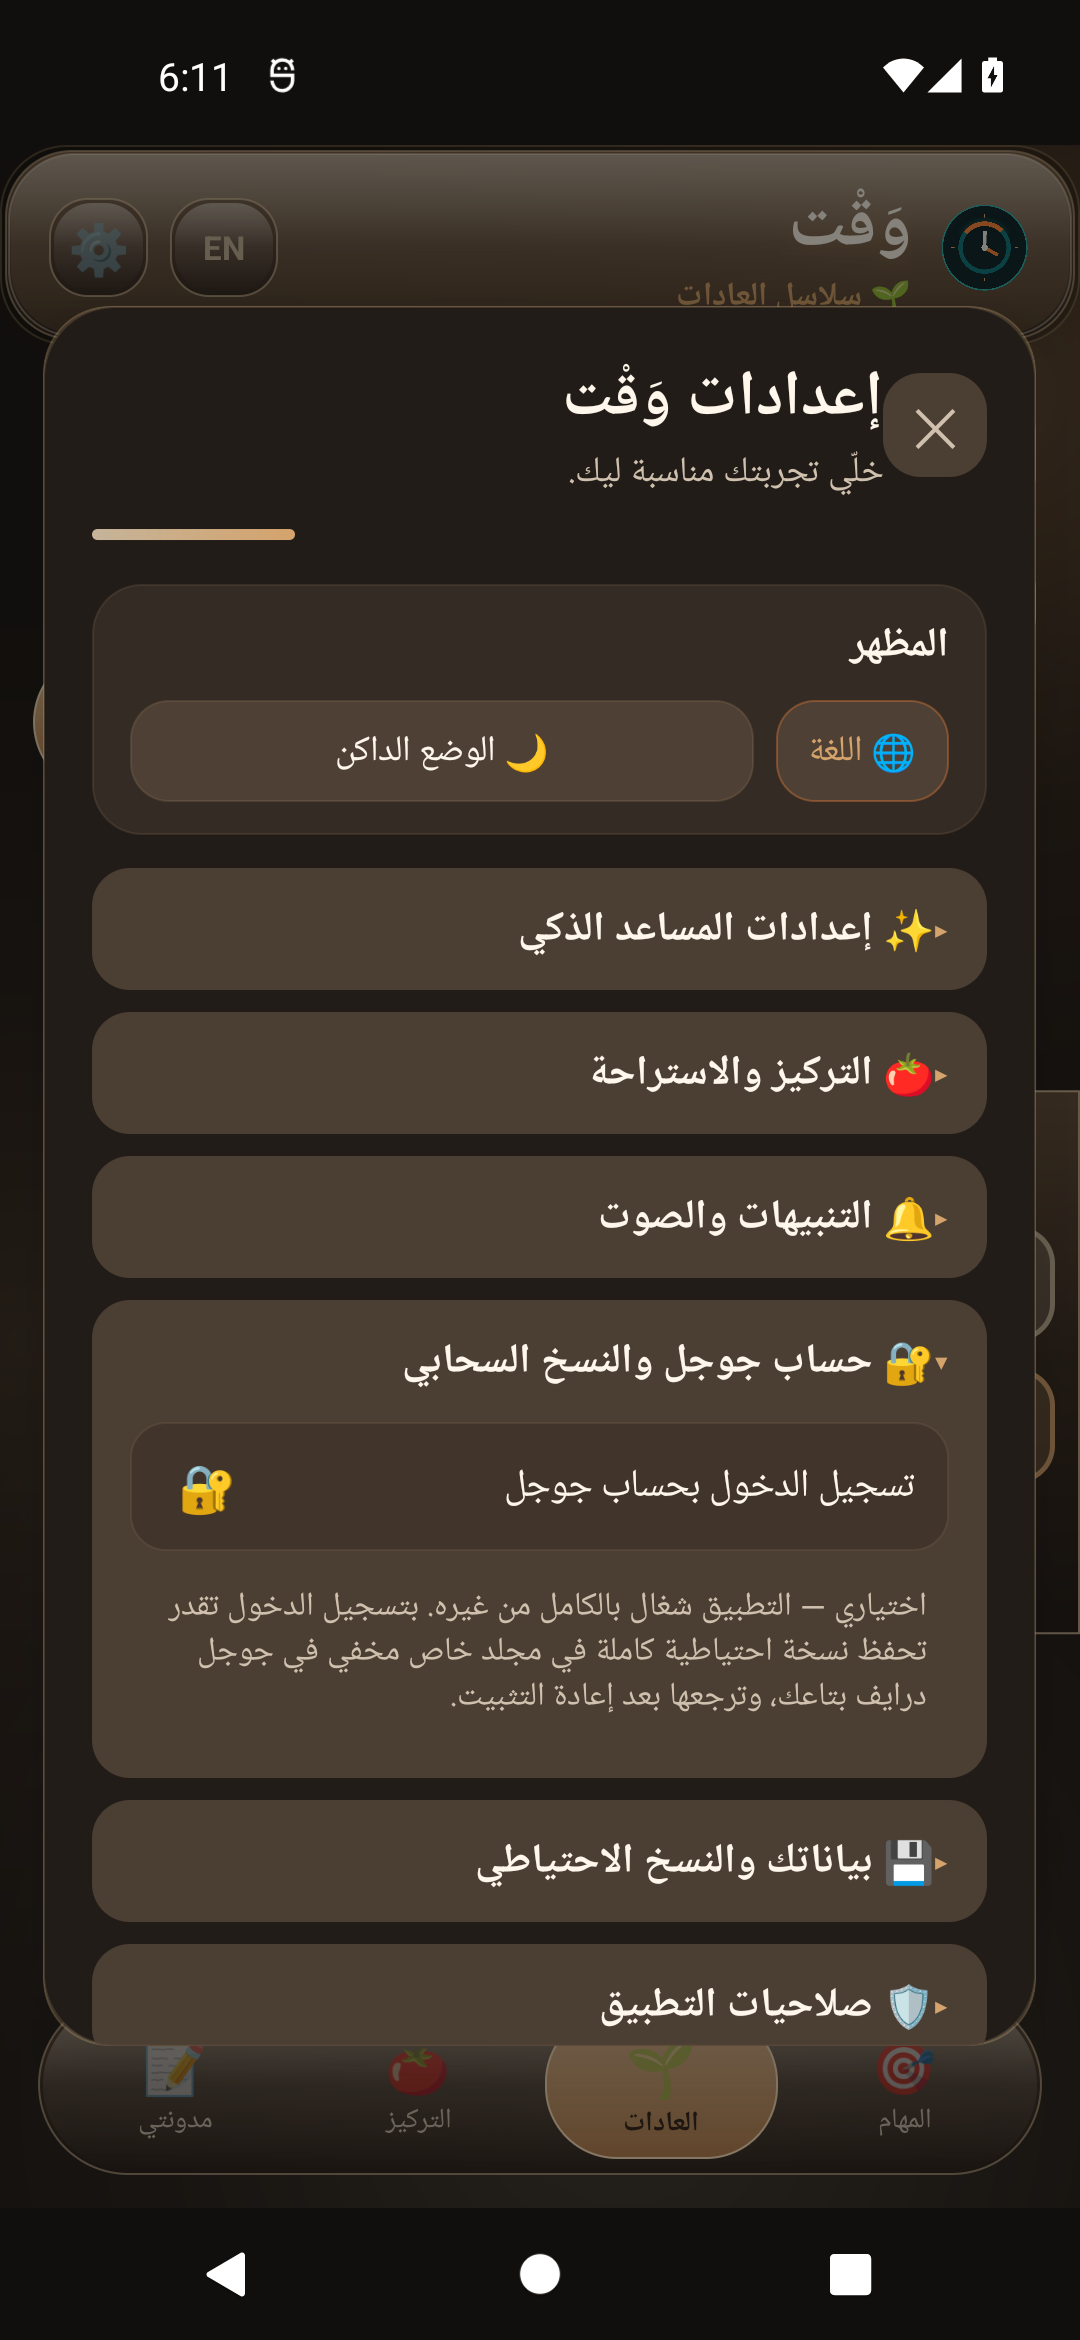 6:11
وَقْت
🌱 سلاسل العادات
EN
إعدادات وَقْت
خلّي تجربتك مناسبة ليك.
المظهر
🌐 اللغة
🌙 الوضع الداكن
✨ إعدادات المساعد الذكي
🍅 التركيز والاستراحة
🔔 التنبيهات والصوت
🔐 حساب جوجل والنسخ السحابي
تسجيل الدخول بحساب جوجل 🔐
اختياري — التطبيق شغال بالكامل من غيره. بتسجيل الدخول تقدر
تحفظ نسخة احتياطية كاملة في مجلد خاص مخفي في جوجل
درايف بتاعك، وترجعها بعد إعادة التثبيت.
💾 بياناتك والنسخ الاحتياطي
🛡️ صلاحيات التطبيق
المهام
العادات
التركيز
مدونتي